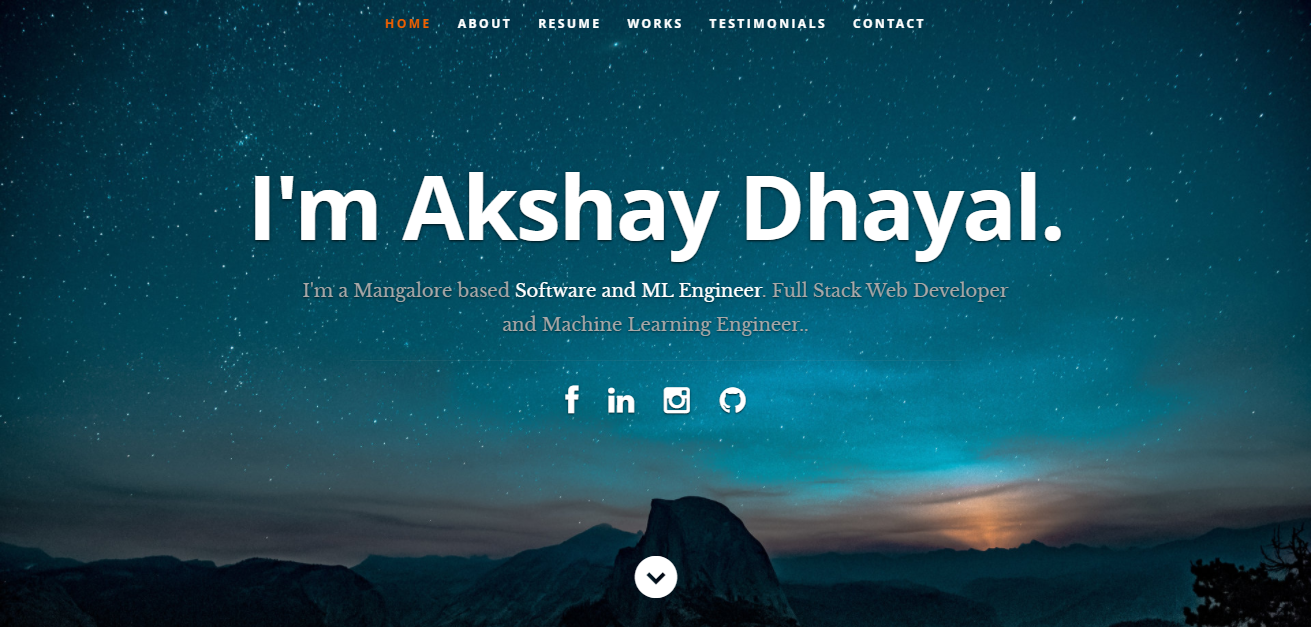 HOME ABOUT RESUME WORKS TESTIMONIALS CONTACT
I'm Akshay Dhayal.
I'm a Mangalore based Software and ML Engineer. Full Stack Web Developer
and Machine Learning Engineer..